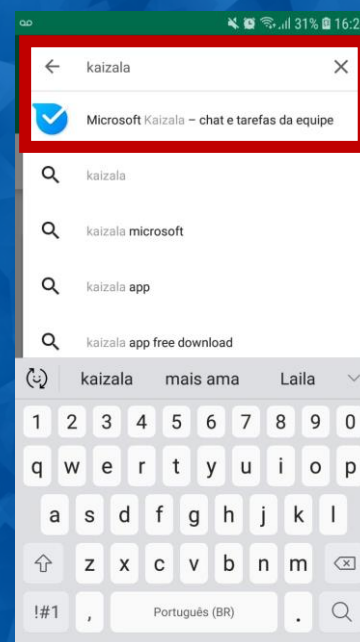 31% 16:2
kaizala
Microsoft Kaizala – chat e tarefas da equipe
kaizala
kaizala microsoft
kaizala app
kaizala app free download
kaizala mais ama Laila
1 2 3 4 5 6 7 8 9 0
q w e r t y u i o p
a s d f g h j k l
z x c v b n m
!#1 , Português (BR) .